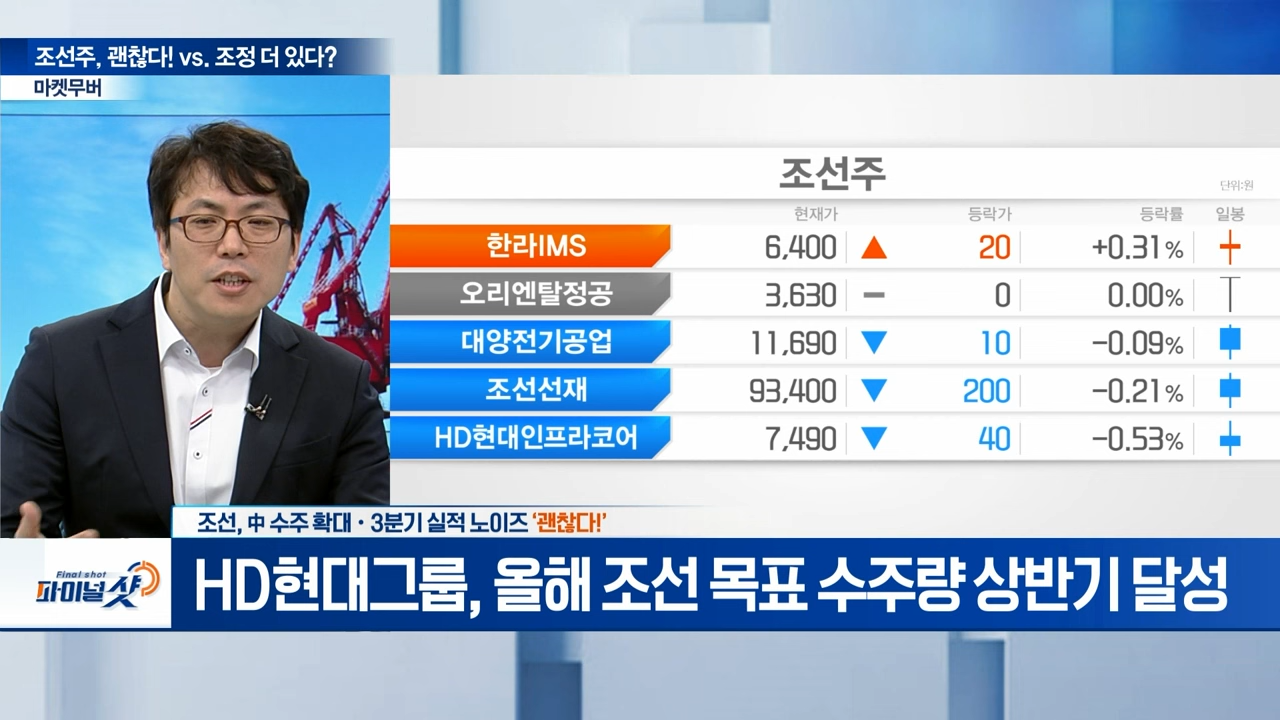 조선주, 괜찮다! vs. 조정 더 있다?
마켓무버
조선주
단위:원
현재가 등락가 등락률 일봉
한라IMS 6,400 ▲ 20 +0.31%
오리엔탈정공 3,630 − 0 0.00%
대양전기공업 11,690 ▼ 10 −0.09%
조선선재 93,400 ▼ 200 −0.21%
HD현대인프라코어 7,490 ▼ 40 −0.53%
조선, 中 수주 확대·3분기 실적 노이즈 '괜찮다!'
Final shot
파이널샷
HD현대그룹, 올해 조선 목표 수주량 상반기 달성